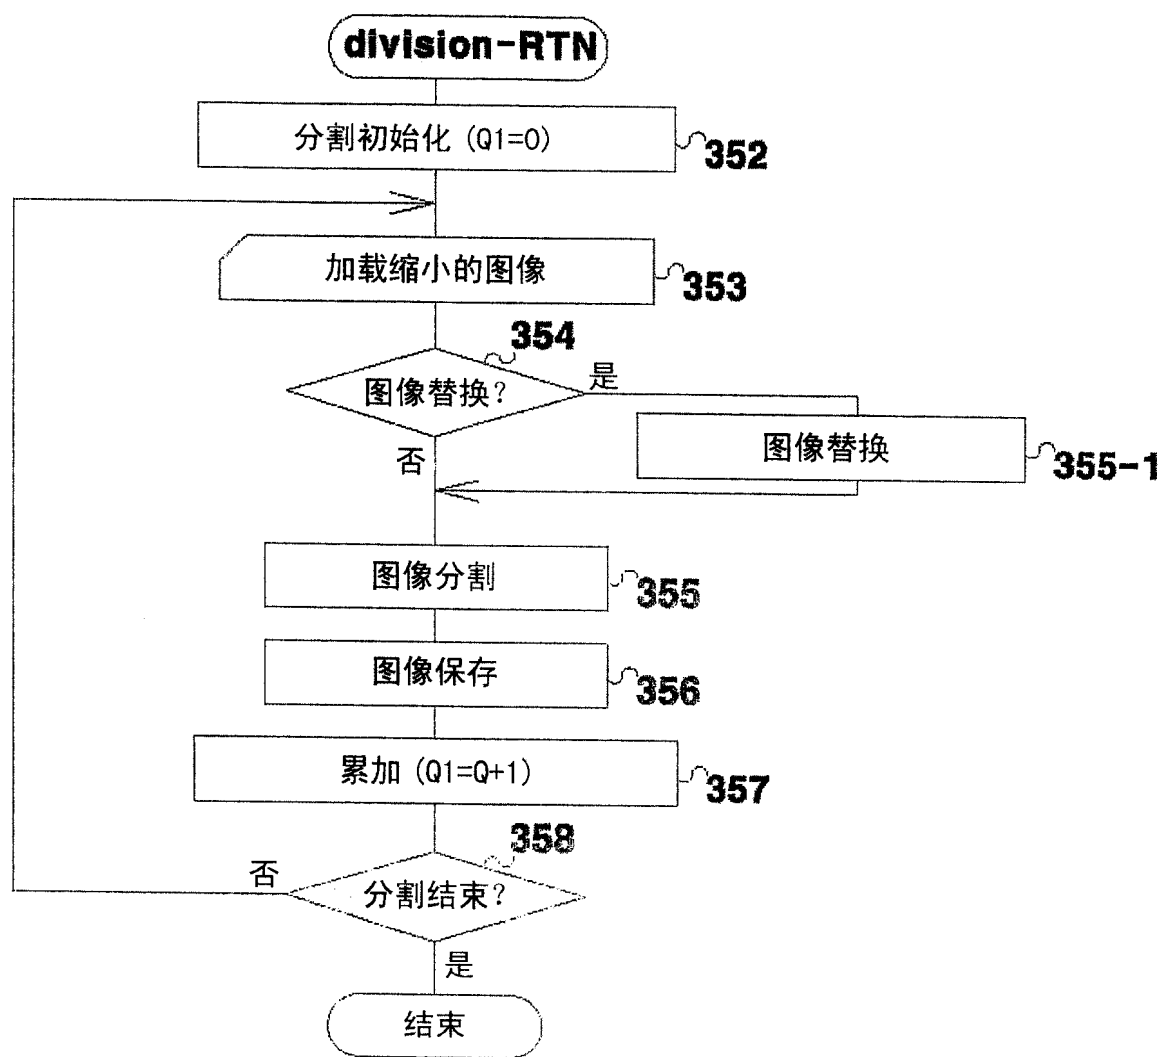 division-RTN
分割初始化 (Q1=0)
352
加载缩小的图像
353
354
图像替换?
是
图像替换
355-1
否
图像分割
355
图像保存
356
累加 (Q1=Q+1)
357
358
否
分割结束?
是
结束